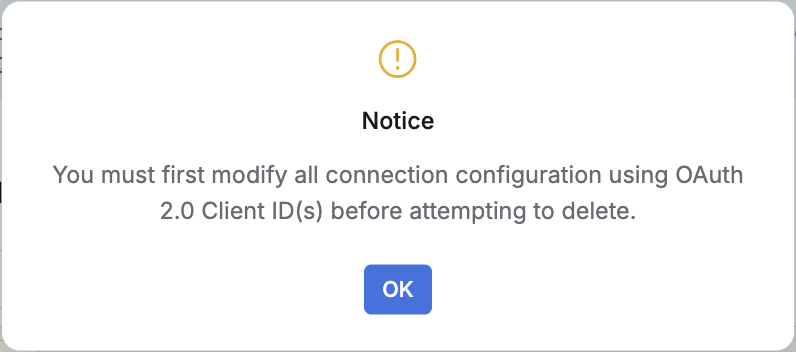 Notice
You must first modify all connection configuration using OAuth
2.0 Client ID(s) before attempting to delete.
OK